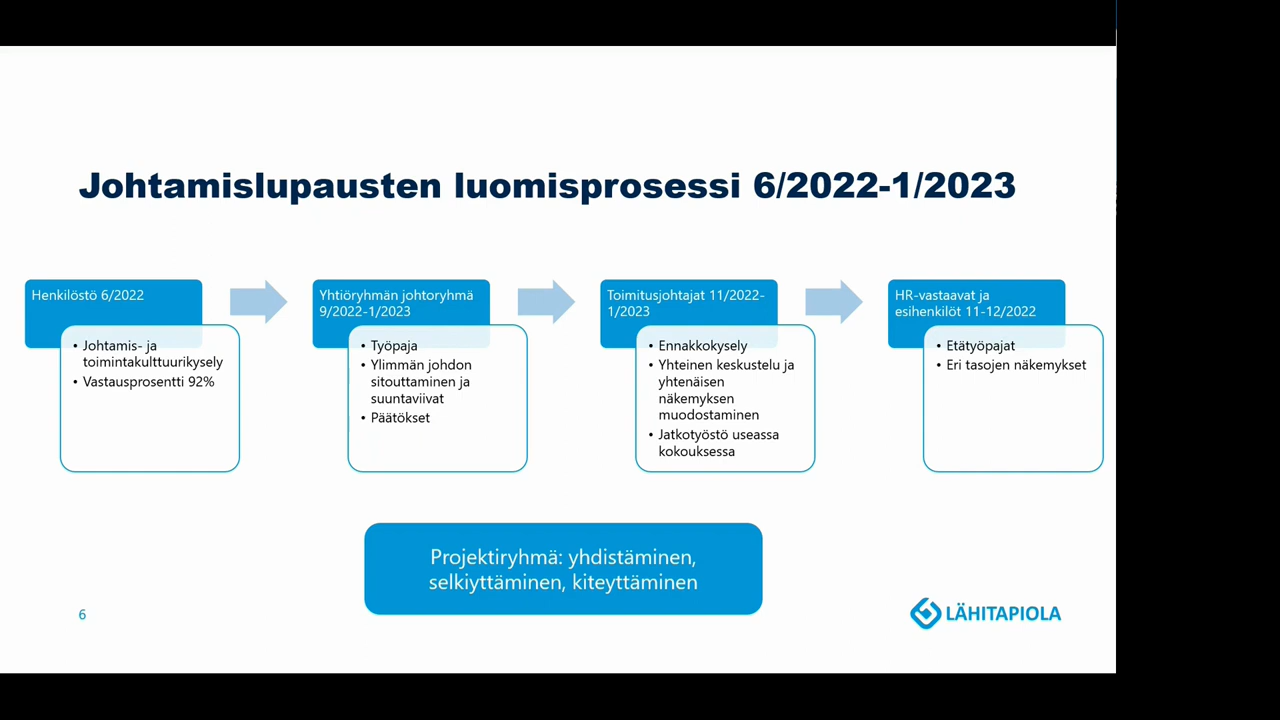 Johtamislupausten luomisprosessi 6/2022-1/2023
Henkilöstö 6/2022
• Johtamis- ja
toimintakulttuurikysely
• Vastausprosentti 92%
Yhtiöryhmän johtoryhmä
9/2022-1/2023
• Työpaja
• Ylimmän johdon
sitouttaminen ja
suuntaviivat
• Päätökset
Toimitusjohtajat 11/2022-
1/2023
• Ennakkokysely
• Yhteinen keskustelu ja
yhtenäisen
näkemyksen
muodostaminen
• Jatkotyöstö useassa
kokouksessa
HR-vastaavat ja
esihenkilöt 11-12/2022
• Etätyöpajat
• Eri tasojen näkemykset
Projektiryhmä: yhdistäminen,
selkiyttäminen, kiteyttäminen
6
LÄHITAPIOLA